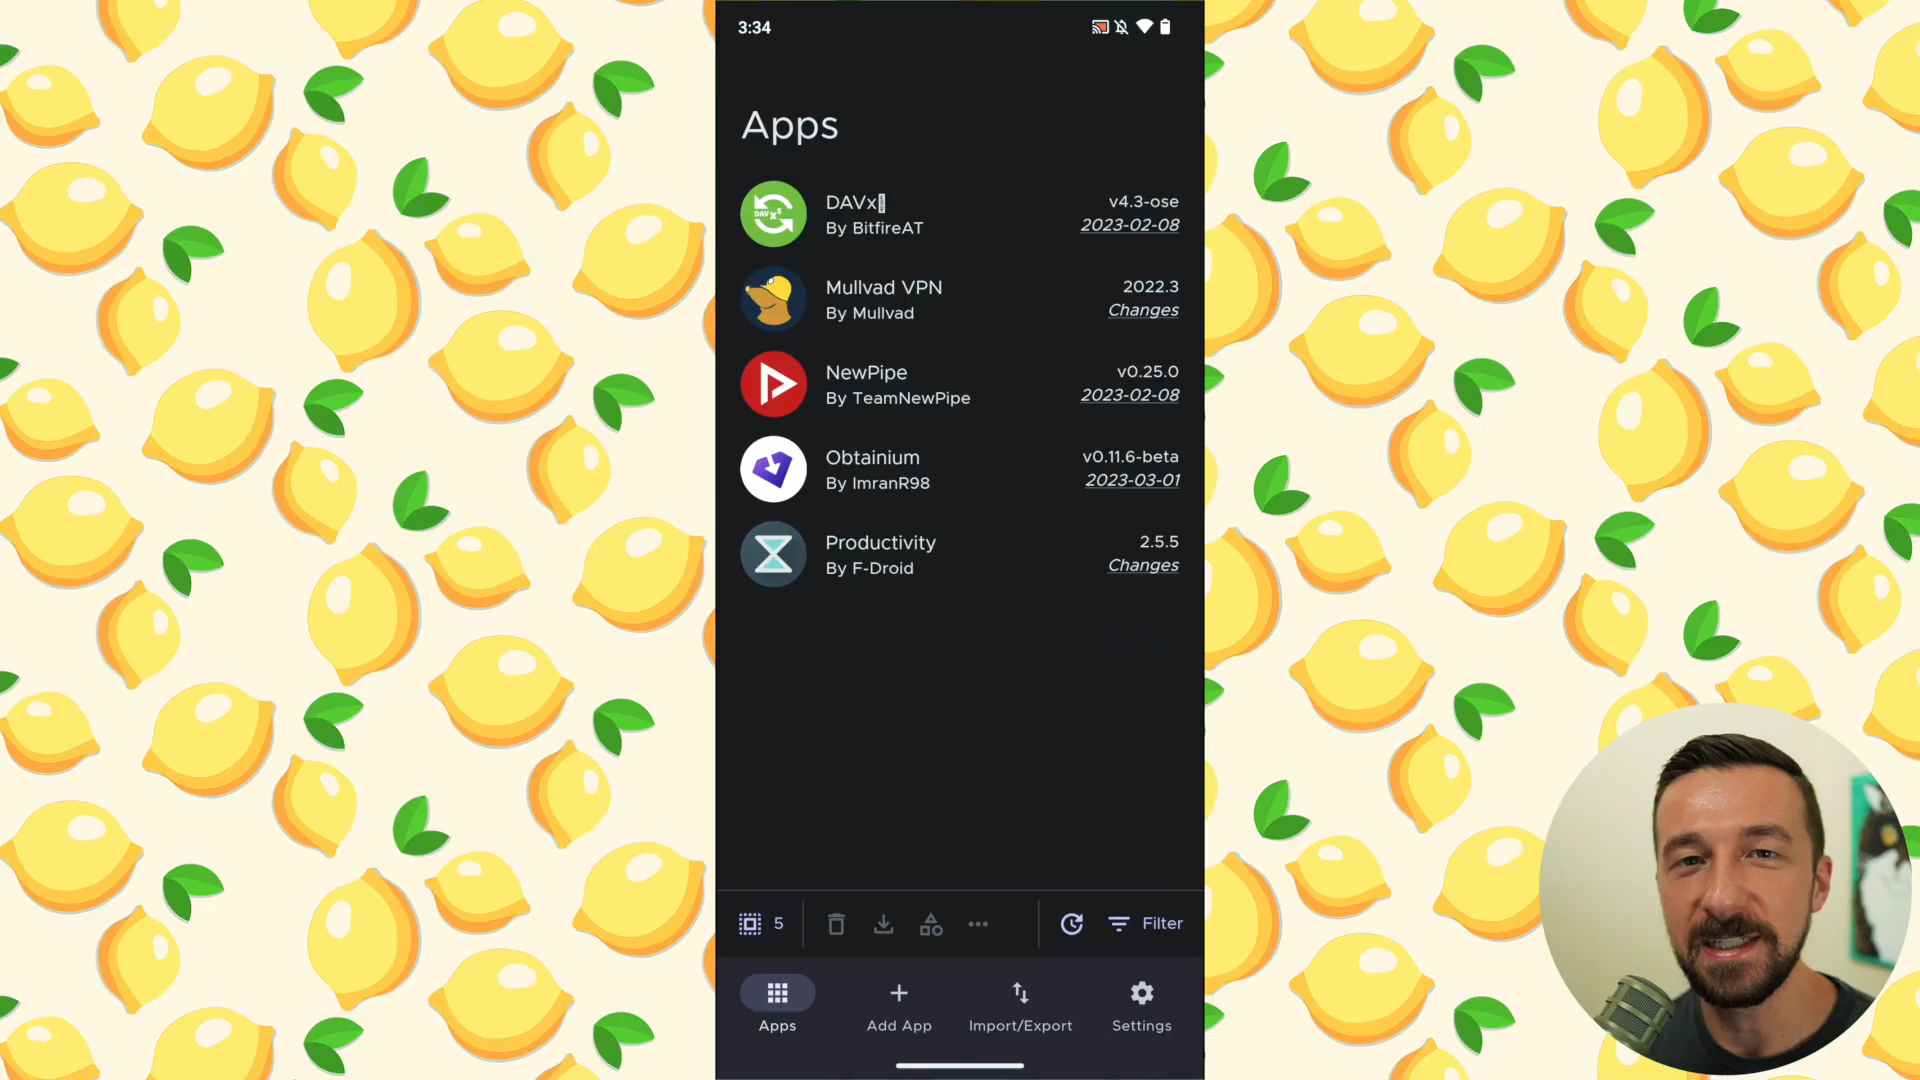 3:34
Apps
DAVx
v4.3-ose
By BitfireAT
2023-02-08
Mullvad VPN
2022.3
By Mullvad
Changes
NewPipe
v0.25.0
By TeamNewPipe
2023-02-08
Obtainium
v0.11.6-beta
By ImranR98
2023-03-01
Productivity
2.5.5
By F-Droid
Changes
5
Filter
Apps
Add App
Import/Export
Settings